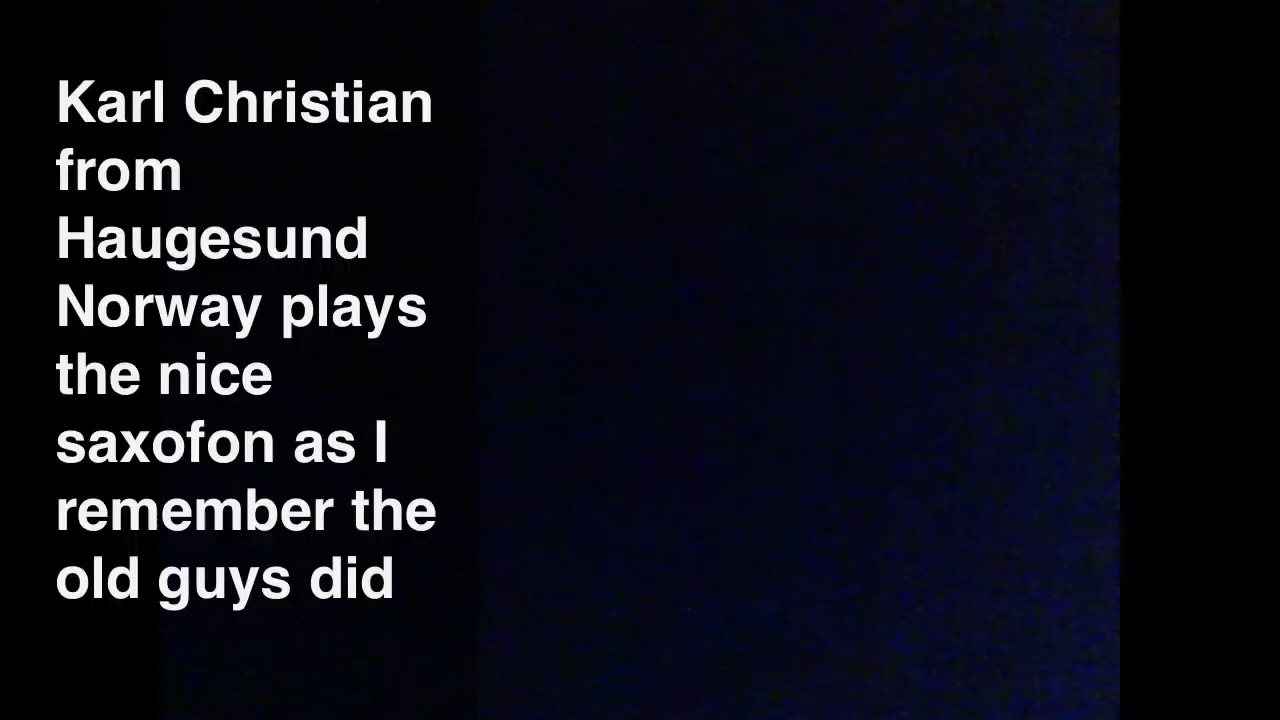 Karl Christian
from
Haugesund
Norway plays
the nice
saxofon as I
remember the
old guys did